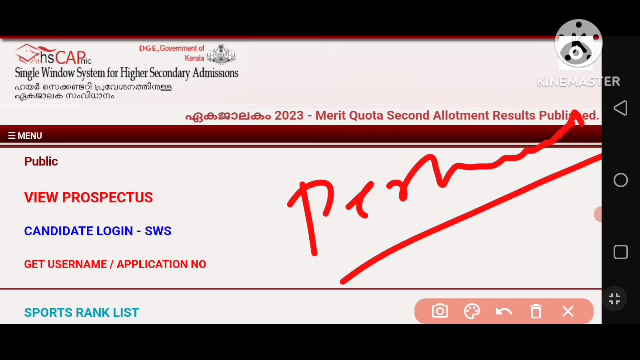 hsCAP nic
DGE, Government of
Kerala
Single Window System for Higher Secondary Admissions
ഹയർ സെക്കണ്ടറി പ്രവേശനത്തിനുള്ള
ഏകജാലക സംവിധാനം
KINEMASTER
ഏകജാലകം 2023 - Merit Quota Second Allotment Results Published.
☰ MENU
Public
VIEW PROSPECTUS
CANDIDATE LOGIN - SWS
GET USERNAME / APPLICATION NO
SPORTS RANK LIST